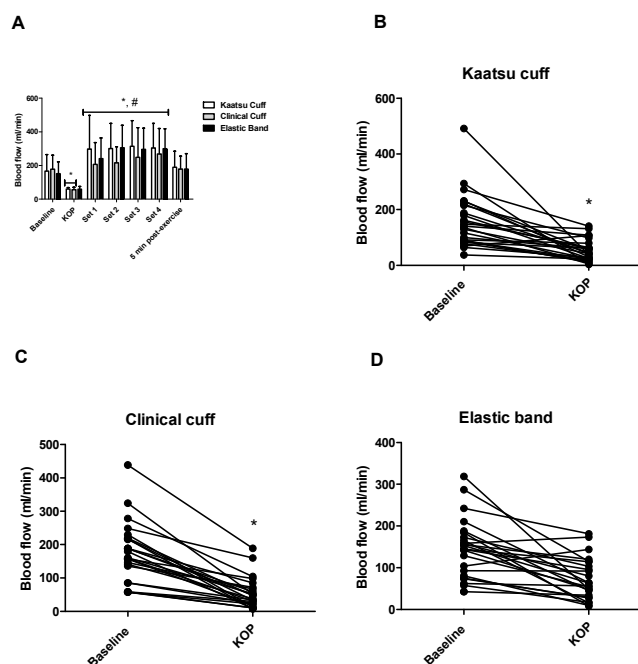 A
600
400
200
0
Blood flow (ml/min)
*
*, #
Kaatsu Cuff
Clinical Cuff
Elastic Band
Baseline
KOP
Set 1
Set 2
Set 3
Set 4
5 min post-exercise
B
Kaatsu cuff
600
400
200
0
Blood flow (ml/min)
*
Baseline
KOP
C
Clinical cuff
500
400
300
200
100
0
Blood flow (ml/min)
*
Baseline
KOP
D
Elastic band
400
300
200
100
0
Blood flow (ml/min)
Baseline
KOP